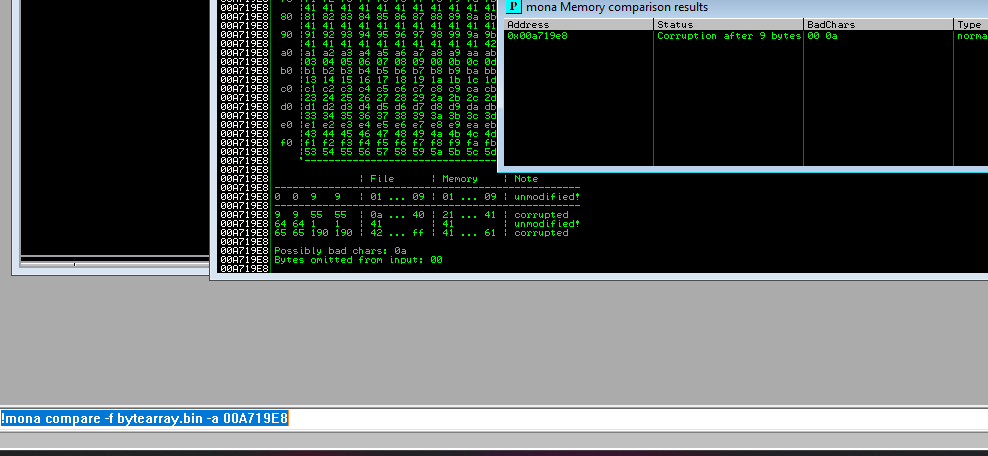 mona Memory comparison results
Address Status BadChars Type
0x00a719e8 Corruption after 9 bytes 00 0a norma
00A719E8 41 41 41 41 41 41 41 41 41 41 41
00A719E8 80 81 82 83 84 85 86 87 88 89 8a 8b
00A719E8 41 41 41 41 41 41 41 41 41 41 41
00A719E8 90 91 92 93 94 95 96 97 98 99 9a 9b
00A719E8 41 41 41 41 41 41 41 41 41 41 42
00A719E8 a0 a1 a2 a3 a4 a5 a6 a7 a8 a9 aa ab
00A719E8 03 04 05 06 07 08 09 00 0b 0c 0d
00A719E8 b0 b1 b2 b3 b4 b5 b6 b7 b8 b9 ba bb
00A719E8 13 14 15 16 17 18 19 1a 1b 1c 1d
00A719E8 c0 c1 c2 c3 c4 c5 c6 c7 c8 c9 ca cb
00A719E8 23 24 25 26 27 28 29 2a 2b 2c 2d
00A719E8 d0 d1 d2 d3 d4 d5 d6 d7 d8 d9 da db
00A719E8 33 34 35 36 37 38 39 3a 3b 3c 3d
00A719E8 e0 e1 e2 e3 e4 e5 e6 e7 e8 e9 ea eb
00A719E8 43 44 45 46 47 48 49 4a 4b 4c 4d
00A719E8 f0 f1 f2 f3 f4 f5 f6 f7 f8 f9 fa fb
00A719E8 53 54 55 56 57 58 59 5a 5b 5c 5d
00A719E8
00A719E8
00A719E8 | File | Memory | Note
00A719E8
00A719E8 0 0 9 9 | 01 ... 09 | 01 ... 09 | unmodified!
00A719E8
00A719E8 9 9 55 55 | 0a ... 40 | 21 ... 41 | corrupted
00A719E8 64 64 1 1 | 41 | 41 | unmodified!
00A719E8 65 65 190 190 | 42 ... ff | 41 ... 61 | corrupted
00A719E8
00A719E8 Possibly bad chars: 0a
00A719E8 Bytes omitted from input: 00
00A719E8
!mona compare -f bytearray.bin -a 00A719E8